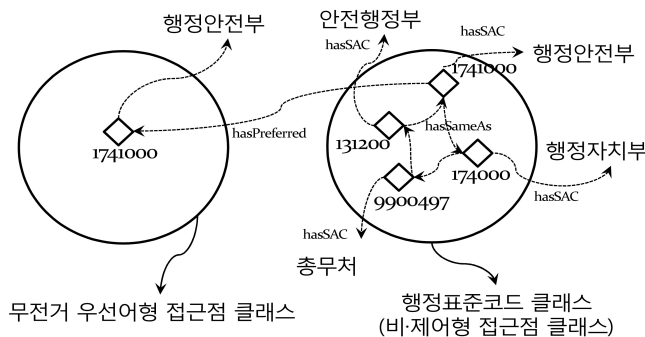 행정안전부
안전행정부
hasSAC
1741000
행정안전부
hasPreferred
1741000
131200
hasSameAs
174000
행정자치부
hasSAC
9900497
hasSAC
총무처
무전거 우선어형 접근점 클래스
행정표준코드 클래스
(비·제어형 접근점 클래스)